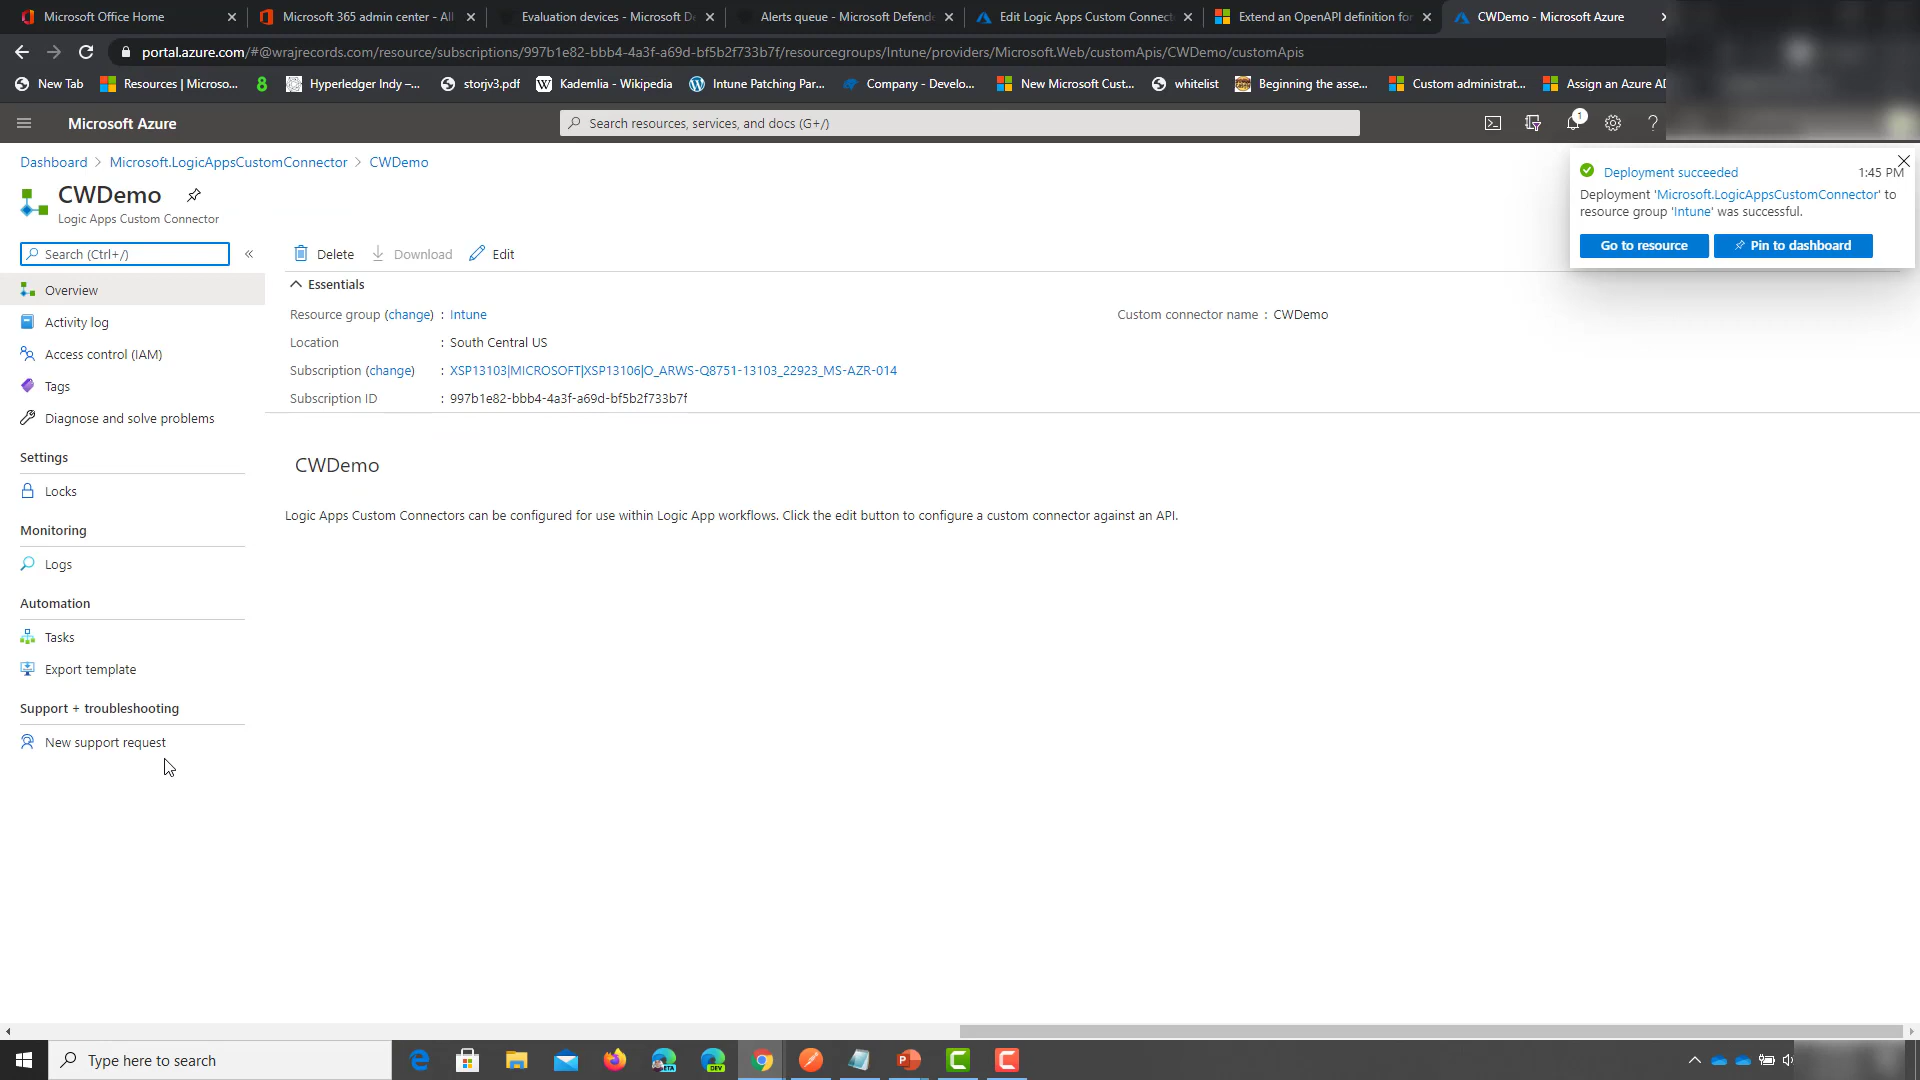 Microsoft Office Home
Microsoft 365 admin center - All
Evaluation devices - Microsoft De
Alerts queue - Microsoft Defende
Edit Logic Apps Custom Connect
Extend an OpenAPI definition for
CWDemo - Microsoft Azure
portal.azure.com/#@wrajrecords.com/resource/subscriptions/997b1e82-bbb4-4a3f-a69d-bf5b2f733b7f/resourcegroups/Intune/providers/Microsoft.Web/customApis/CWDemo/customApis
New Tab
Resources | Microso...
Hyperledger Indy —...
storjv3.pdf
Kademlia - Wikipedia
Intune Patching Par...
Company - Develo...
New Microsoft Cust...
whitelist
Beginning the asse...
Custom administrat...
Assign an Azure AD
Microsoft Azure
Search resources, services, and docs (G+/)
1
Dashboard > Microsoft.LogicAppsCustomConnector > CWDemo
CWDemo
Logic Apps Custom Connector
Deployment succeeded
1:45 PM
Deployment 'Microsoft.LogicAppsCustomConnector' to
resource group 'Intune' was successful.
Go to resource
Pin to dashboard
Search (Ctrl+/)
«
Delete
Download
Edit
Overview
Activity log
Access control (IAM)
Tags
Diagnose and solve problems
Settings
Locks
Monitoring
Logs
Automation
Tasks
Export template
Support + troubleshooting
New support request
Essentials
Resource group (change) : Intune
Custom connector name : CWDemo
Location : South Central US
Subscription (change) : XSP13103|MICROSOFT|XSP13106|O_ARWS-Q8751-13103_22923_MS-AZR-014
Subscription ID : 997b1e82-bbb4-4a3f-a69d-bf5b2f733b7f
CWDemo
Logic Apps Custom Connectors can be configured for use within Logic App workflows. Click the edit button to configure a custom connector against an API.
Type here to search
BETA
DEV